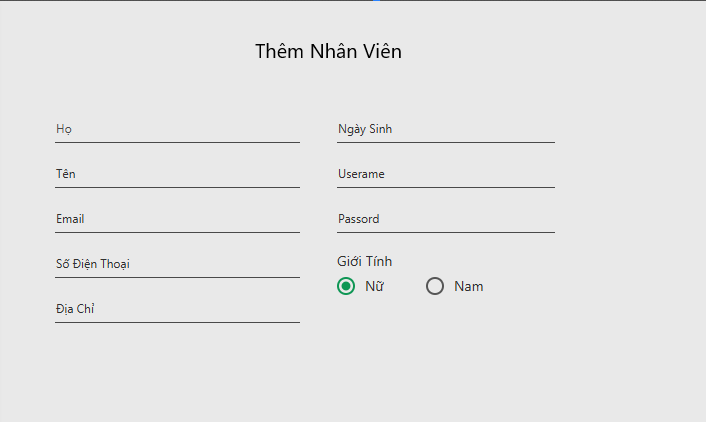 Thêm Nhân Viên
Họ
Ngày Sinh
Tên
Userame
Email
Passord
Số Điện Thoại
Giới Tính
Nữ
Nam
Địa Chỉ